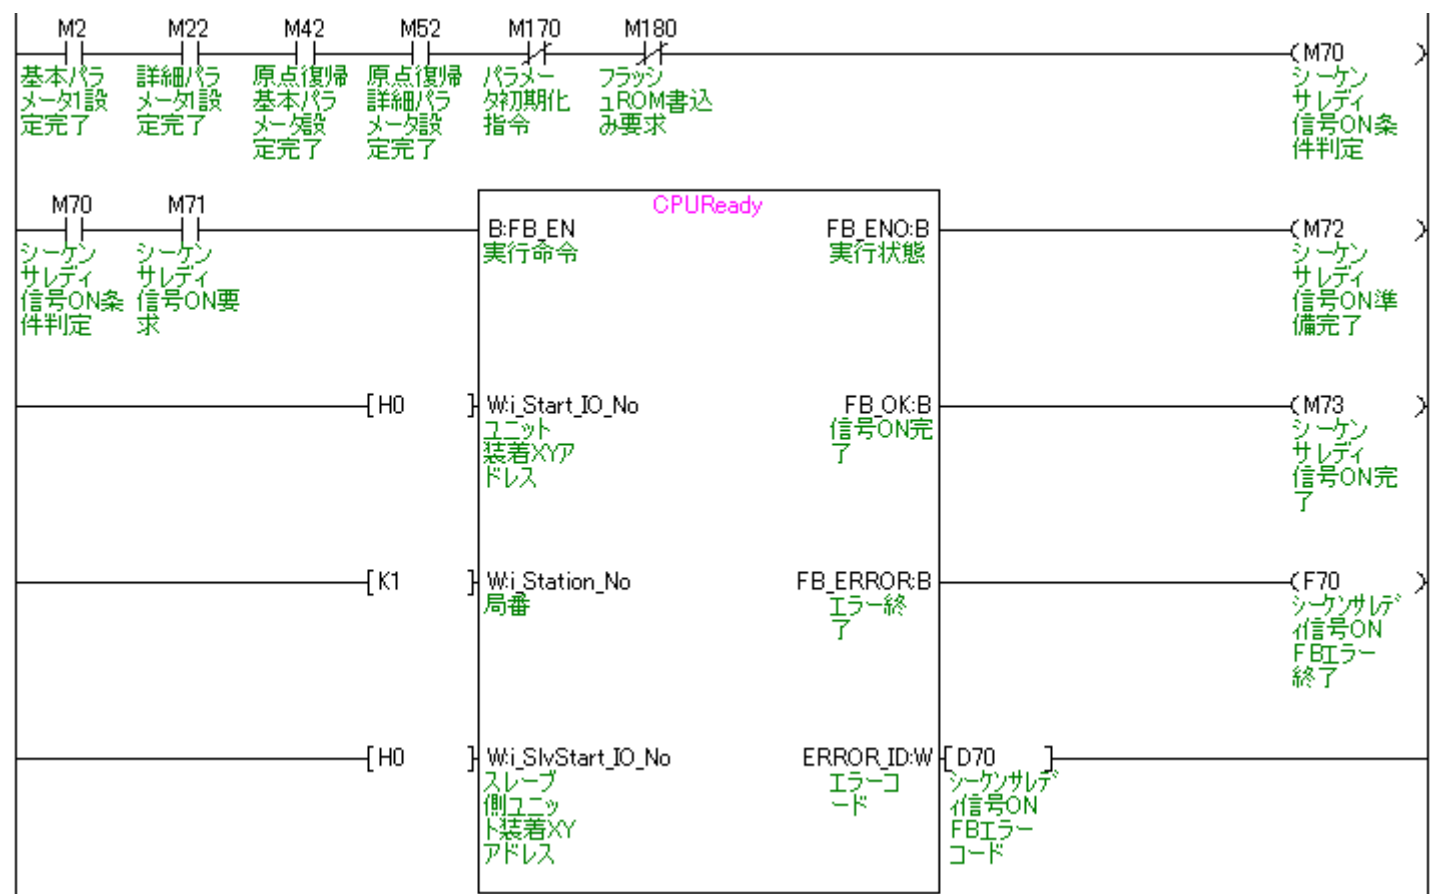 M2 M22 M42 M52 M170 M180
(M70 )
基本パラ 詳細パラ 原点復帰 原点復帰 パラメー フラッシ シーケン
メータ1設 メータ1設 基本パラ 詳細パラ タ初期化 ュROM書込 サレディ
定完了 定完了 メータ設 メータ設 指令 み要求 信号ON条
定完了 定完了 件判定
M70 M71 CPUReady
B:FB_EN FB_ENO:B (M72 )
シーケン シーケン 実行命令 実行状態 シーケン
サレディ サレディ サレディ
信号ON条 信号ON要 信号ON準
件判定 求 備完了
[H0 ] W:i_Start_IO_No FB_OK:B (M73 )
ユニット 信号ON完 シーケン
装着XYア 了 サレディ
ドレス 信号ON完
了
[K1 ] W:i_Station_No FB_ERROR:B (F70 )
局番 エラー終 シーケンサレデ
了 ィ信号ON
FBエラー
終了
[H0 ] W:i_SlvStart_IO_No ERROR_ID:W [D70 ]
スレーブ エラーコ シーケンサレデ
側ユニッ ード ィ信号ON
ト装着XY FBエラー
アドレス コード